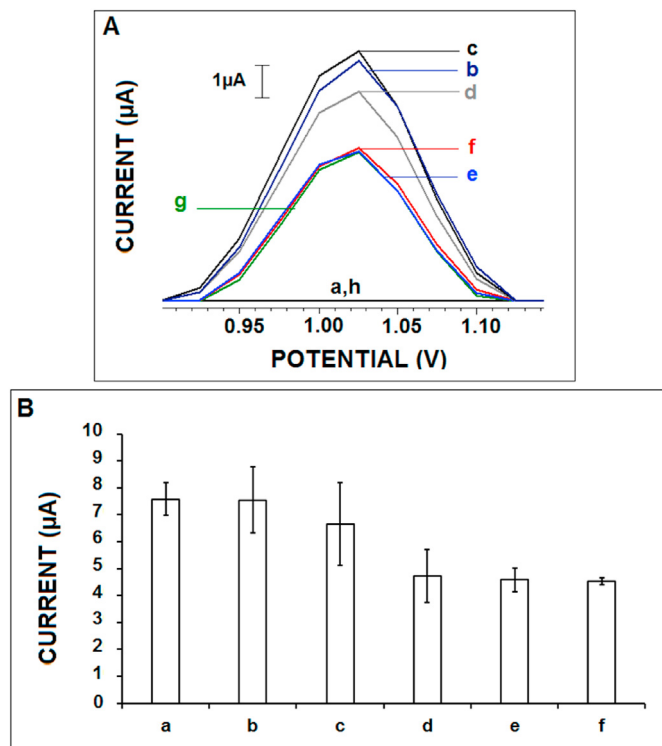 A
c
b
1µA
d
f
e
g
a,h
CURRENT (µA)
0.95 1.00 1.05 1.10
POTENTIAL (V)
B
10
9
8
7
6
5
4
3
2
1
0
CURRENT (µA)
a b c d e f